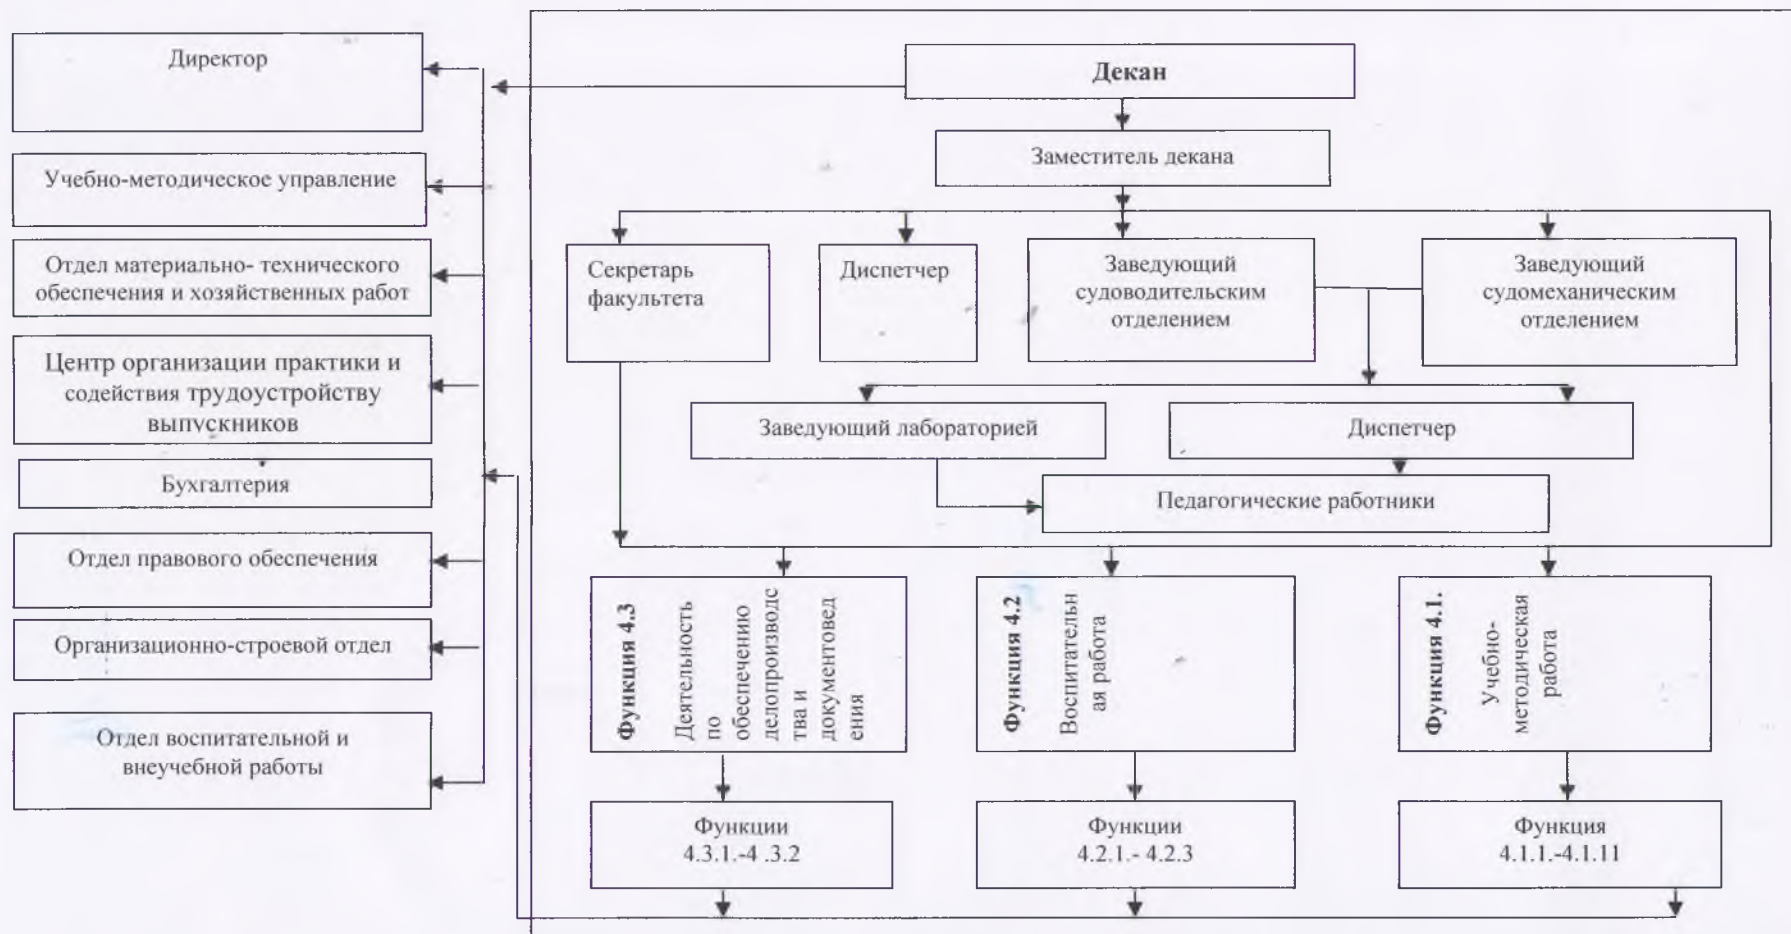 Директор
Учебно-методическое управление
Отдел материально- технического
обеспечения и хозяйственных работ
Центр организации практики и
содействия трудоустройству
выпускников
Бухгалтерия
Отдел правового обеспечения
Организационно-строевой отдел
Отдел воспитательной и
внеучебной работы
Декан
Заместитель декана
Секретарь
факультета
Диспетчер
Заведующий
судоводительским
отделением
Заведующий
судомеханическим
отделением
Заведующий лабораторией
Диспетчер
Педагогические работники
Функция 4.3
Деятельность
по
обеспечению
делопроизводс
тва и
документовед
ения
Функция 4.2
Воспитательн
ая работа
Функция 4.1.
Учебно-
методическая
работа
Функции
4.3.1.-4 .3.2
Функции
4.2.1.- 4.2.3
Функция
4.1.1.-4.1.11